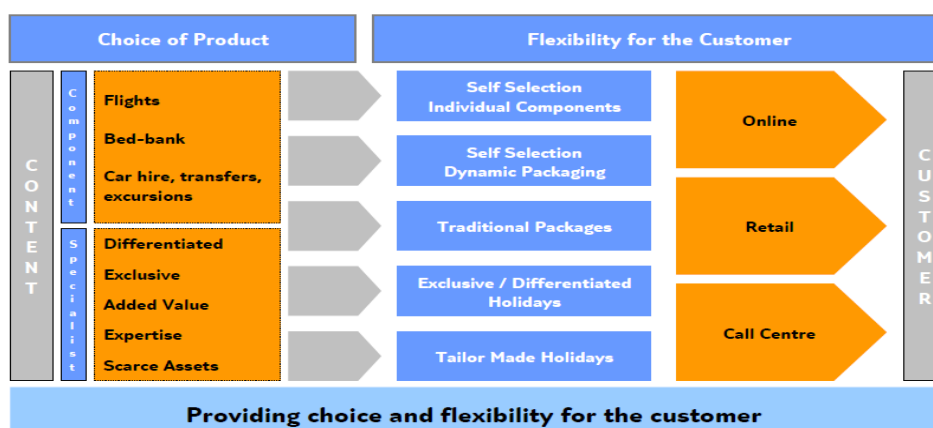 Choice of Product
Flexibility for the Customer
CONTENT
Component
Flights
Bed-bank
Car hire, transfers,
excursions
Specialist
Differentiated
Exclusive
Added Value
Expertise
Scarce Assets
Self Selection
Individual Components
Self Selection
Dynamic Packaging
Traditional Packages
Exclusive / Differentiated
Holidays
Tailor Made Holidays
Online
Retail
Call Centre
CUSTOMER
Providing choice and flexibility for the customer